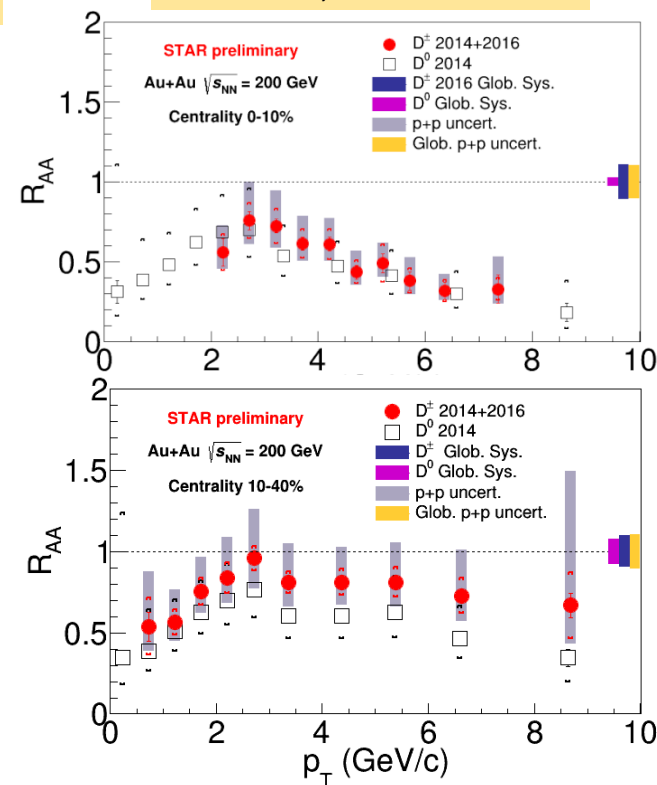 2
STAR preliminary
Au+Au √sNN = 200 GeV
Centrality 0-10%
D± 2014+2016
D0 2014
D± 2016 Glob. Sys.
D0 Glob. Sys.
p+p uncert.
Glob. p+p uncert.
1.5
RAA
1
0.5
0
0 2 4 6 8 10
2
STAR preliminary
Au+Au √sNN = 200 GeV
Centrality 10-40%
D± 2014+2016
D0 2014
D± Glob. Sys.
D0 Glob. Sys.
p+p uncert.
Glob. p+p uncert.
1.5
RAA
1
0.5
0
0 2 4 6 8 10
pT (GeV/c)